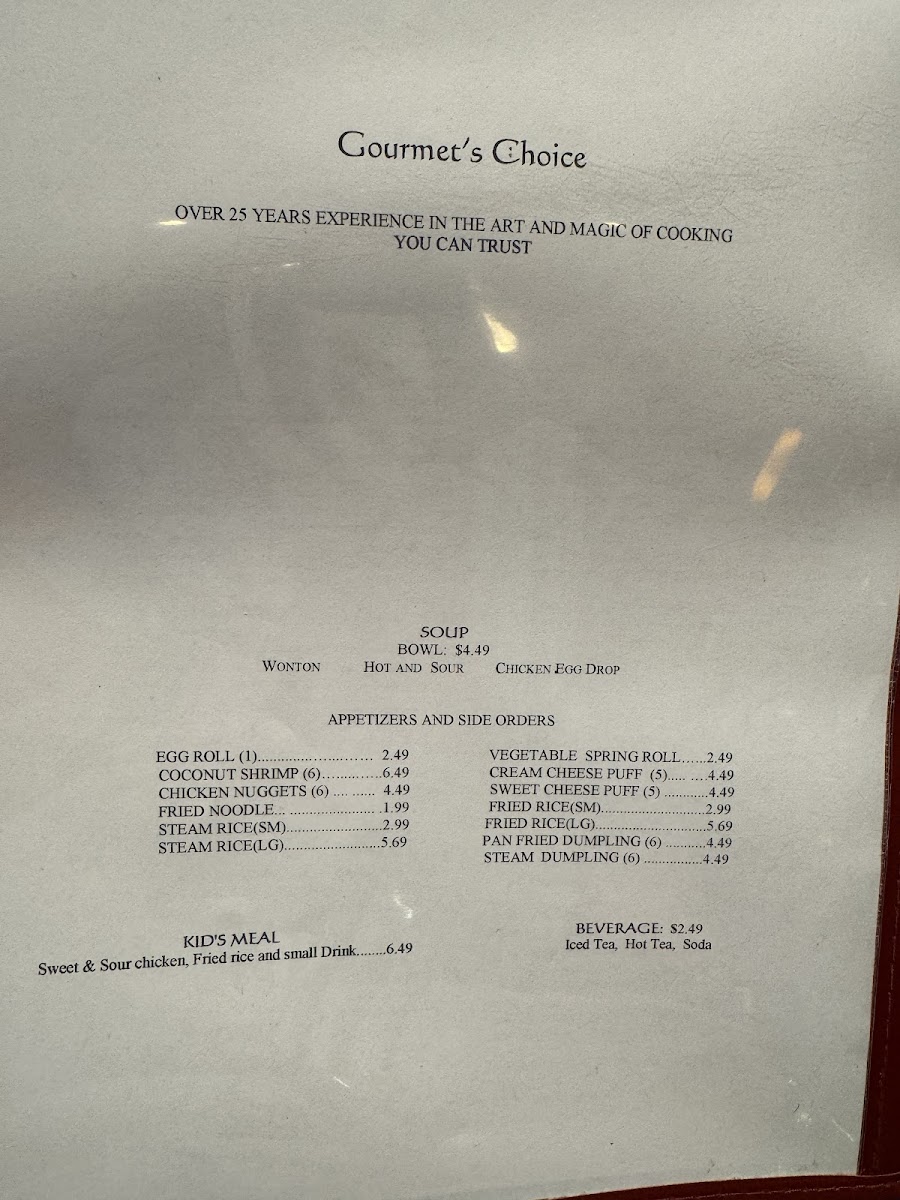 Gourmet's Choice
OVER 25 YEARS EXPERIENCE IN THE ART AND MAGIC OF COOKING
YOU CAN TRUST
SOUP
BOWL: $4.49
WONTON HOT AND SOUR CHICKEN EGG DROP
APPETIZERS AND SIDE ORDERS
EGG ROLL (1)........................ 2.49
COCONUT SHRIMP (6)..............6.49
CHICKEN NUGGETS (6) .... ...... 4.49
FRIED NOODLE... ........................1.99
STEAM RICE(SM)........................2.99
STEAM RICE(LG)..........................5.69
VEGETABLE SPRING ROLL......2.49
CREAM CHEESE PUFF (5)..... ....4.49
SWEET CHEESE PUFF (5) ............4.49
FRIED RICE(SM)..........................2.99
FRIED RICE(LG)............................5.69
PAN FRIED DUMPLING (6) ..........4.49
STEAM DUMPLING (6) ................4.49
KID'S MEAL
Sweet & Sour chicken, Fried rice and small Drink........6.49
BEVERAGE: $2.49
Iced Tea, Hot Tea, Soda